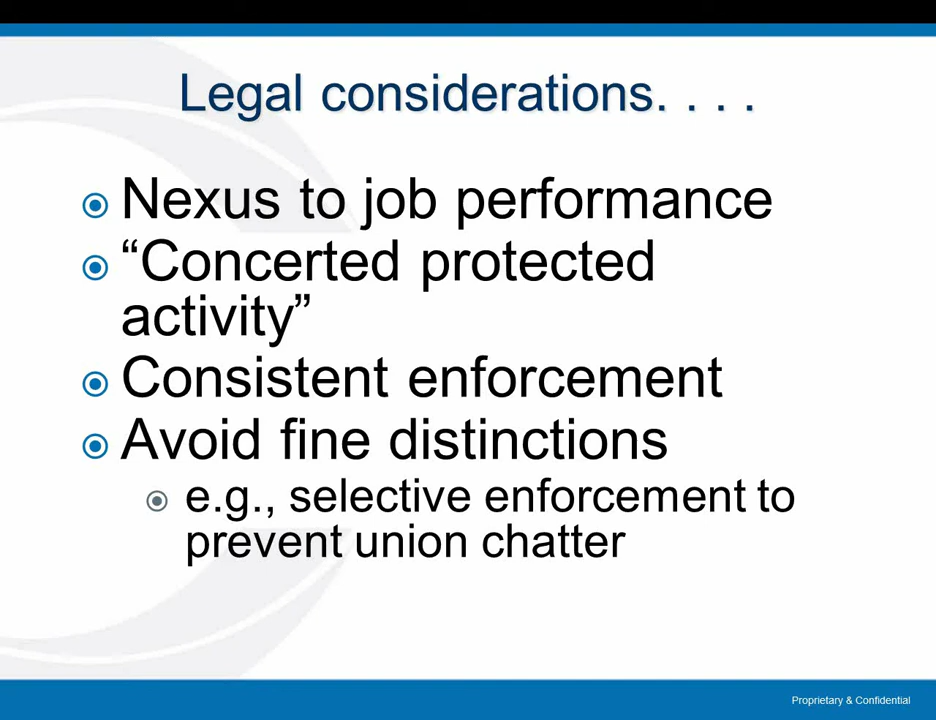 Legal considerations. . . .
Nexus to job performance
“Concerted protected
activity”
Consistent enforcement
Avoid fine distinctions
e.g., selective enforcement to
prevent union chatter
Proprietary & Confidential